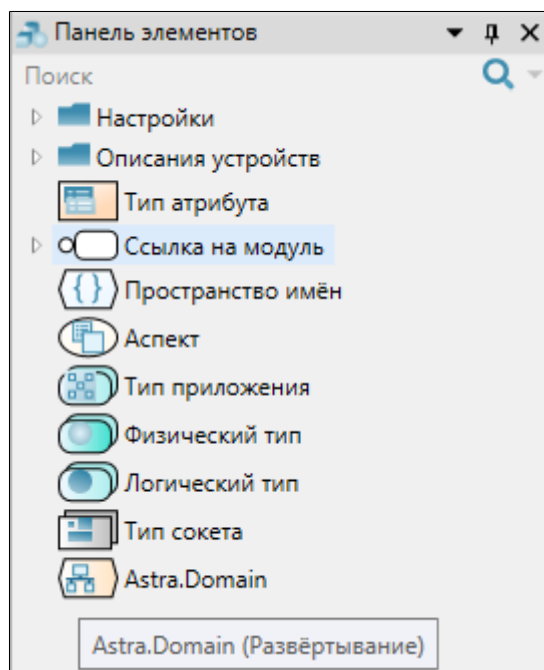 Панель элементов
Поиск
Настройки
Описания устройств
Тип атрибута
Ссылка на модуль
Пространство имён
Аспект
Тип приложения
Физический тип
Логический тип
Тип сокета
Astra.Domain
Astra.Domain (Развёртывание)